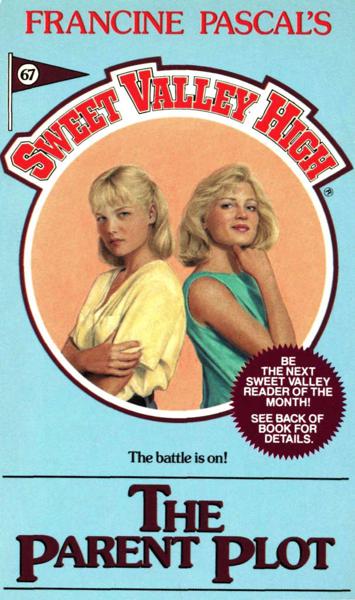 FRANCINE PASCAL'S
67
SWEET VALLEY HIGH®
BE
THE NEXT
SWEET VALLEY
READER OF THE
MONTH!
SEE BACK OF
BOOK FOR
DETAILS.
The battle is on!
THE
PARENT PLOT